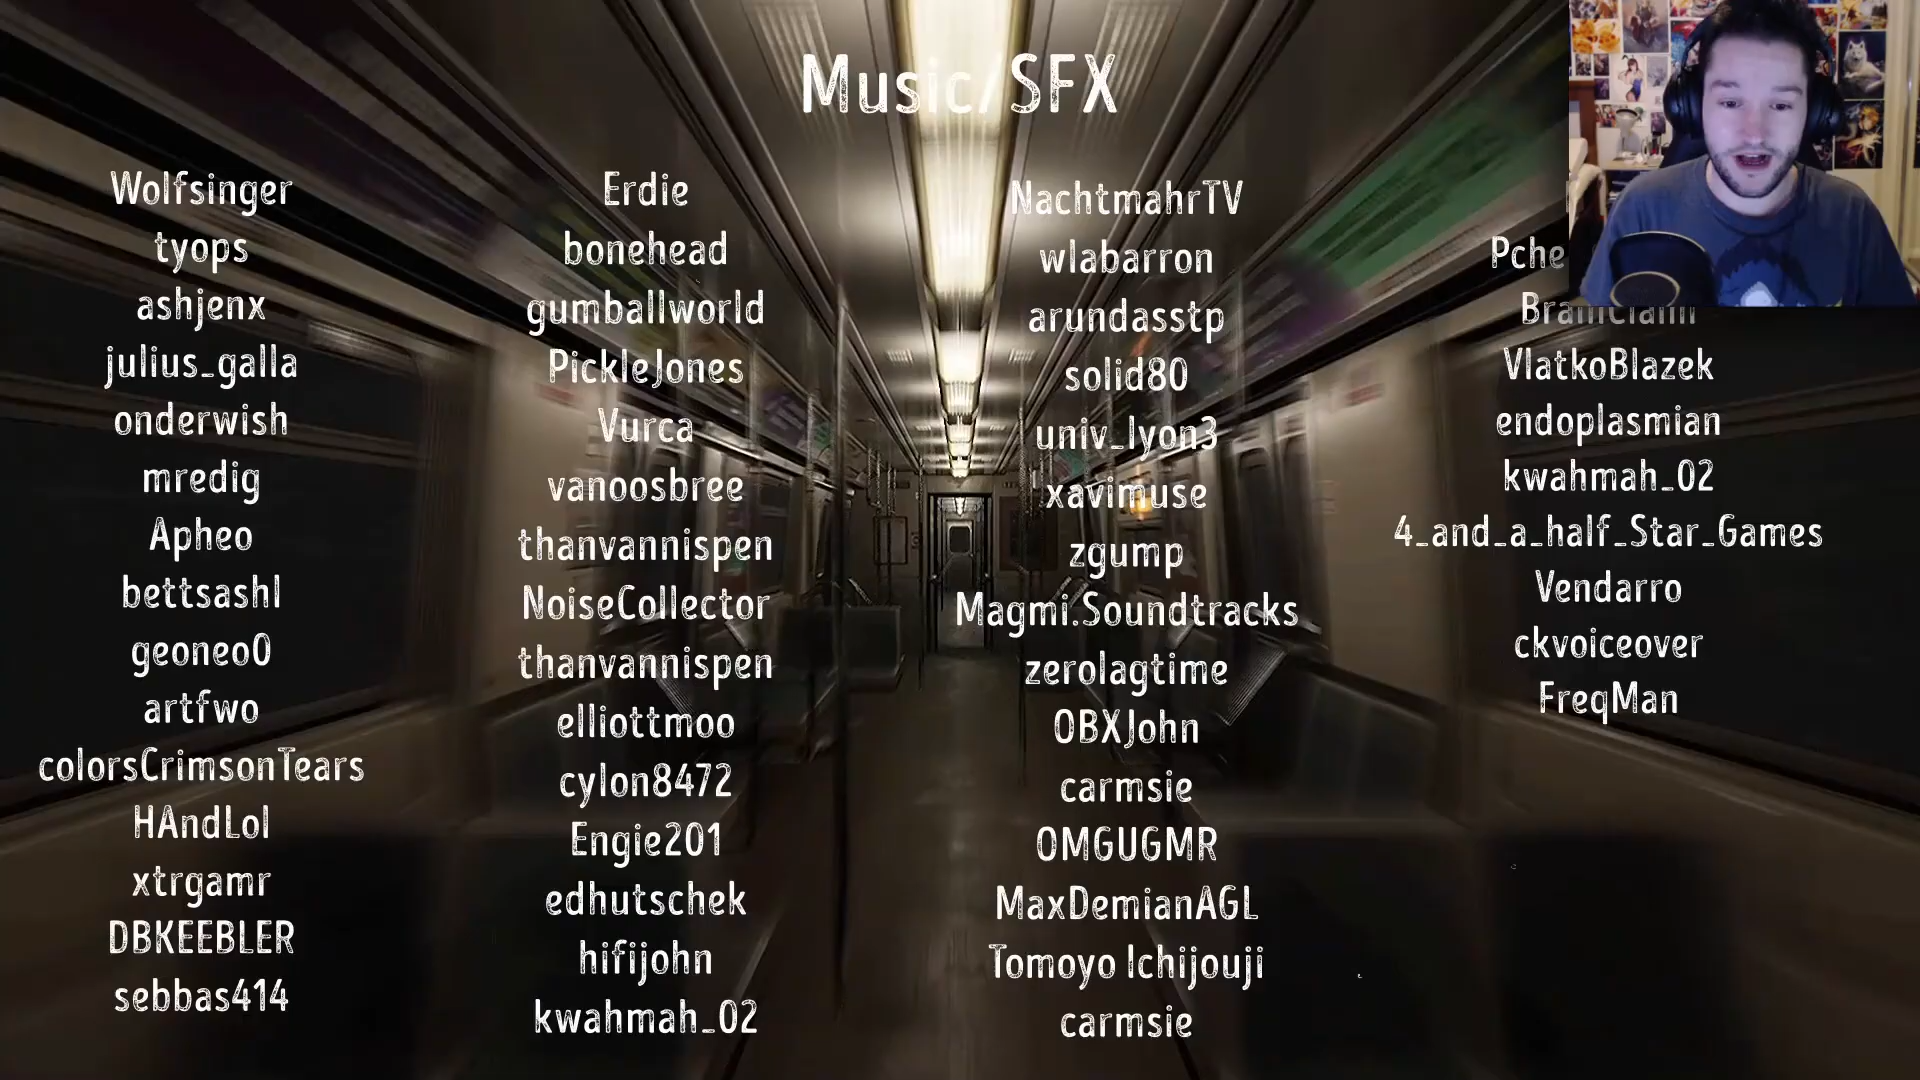 Music/SFX
Wolfsinger
tyops
ashjenx
julius_galla
onderwish
mredig
Apheo
bettsashl
geoneo0
artfwo
colorsCrimsonTears
HAndLol
xtrgamr
DBKEEBLER
sebbas414
Erdie
bonehead
gumballworld
PickleJones
Vurca
vanoosbree
thanvannispen
NoiseCollector
thanvannispen
elliottmoo
cylon8472
Engie201
edhutschek
hifijohn
kwahmah_02
NachtmahrTV
wlabarron
arundasstp
solid80
univ_lyon3
xavimuse
zgump
Magmi.Soundtracks
zerolagtime
OBXJohn
carmsie
OMGUGMR
MaxDemianAGL
Tomoyo Ichijouji
carmsie
VlatkoBlazek
endoplasmian
kwahmah_02
4_and_a_half_Star_Games
Vendarro
ckvoiceover
FreqMan